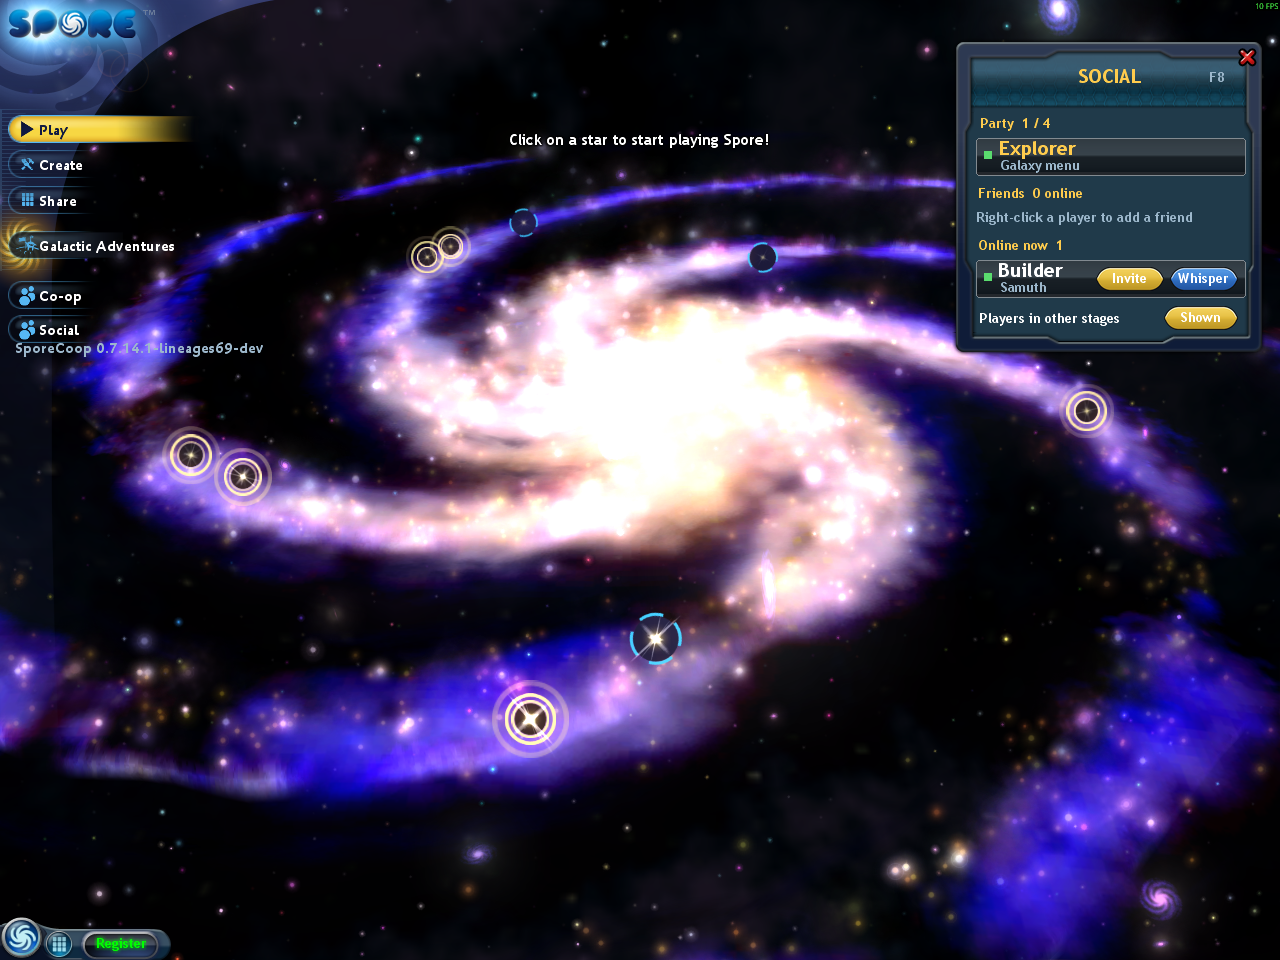 SPORE™
10 FPS
SOCIAL
F8
Party 1 / 4
Explorer
Galaxy menu
Friends 0 online
Right-click a player to add a friend
Online now 1
Builder
Samuth
Invite
Whisper
Players in other stages
Shown
Play
Click on a star to start playing Spore!
Create
Share
Galactic Adventures
Co-op
Social
SporeCoop 0.7.14.1-lineages69-dev
Register